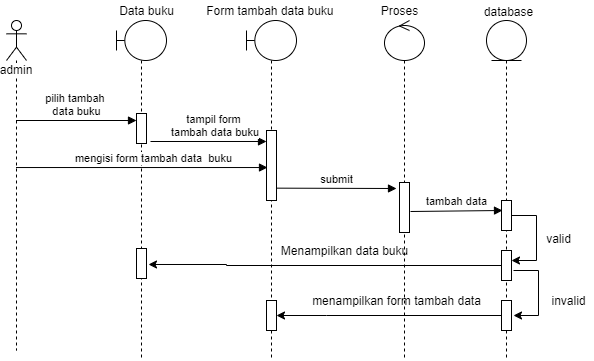 Data buku
Form tambah data buku
Proses
database
admin
pilih tambah
data buku
tampil form
tambah data buku
mengisi form tambah data buku
submit
tambah data
valid
Menampilkan data buku
invalid
menampilkan form tambah data